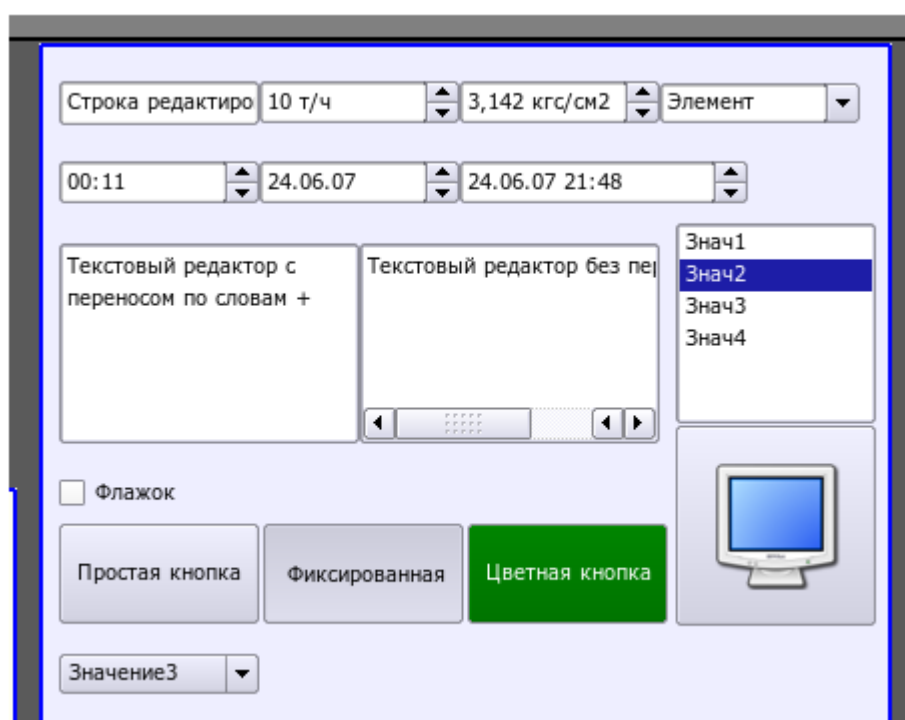 Строка редактиро
10 т/ч
3,142 кгс/см2
Элемент
00:11
24.06.07
24.06.07 21:48
Текстовый редактор с
переносом по словам +
Текстовый редактор без пе
Знач1
Знач2
Знач3
Знач4
Флажок
Простая кнопка
Фиксированная
Цветная кнопка
Значение3